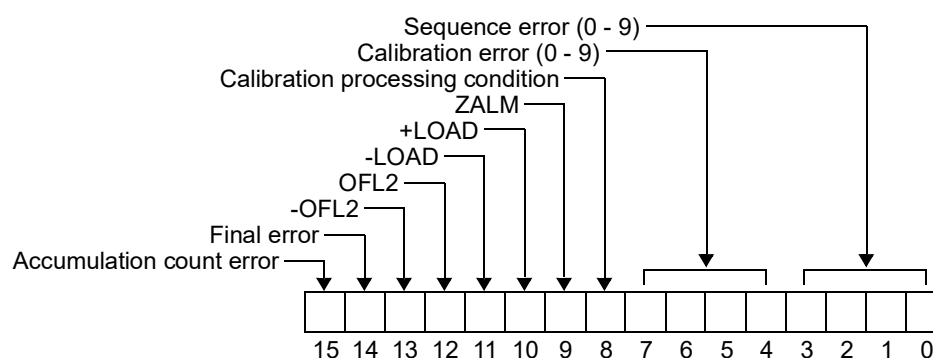 Sequence error (0 - 9)
Calibration error (0 - 9)
Calibration processing condition
ZALM
+LOAD
-LOAD
OFL2
-OFL2
Final error
Accumulation count error
15 14 13 12 11 10 9 8 7 6 5 4 3 2 1 0